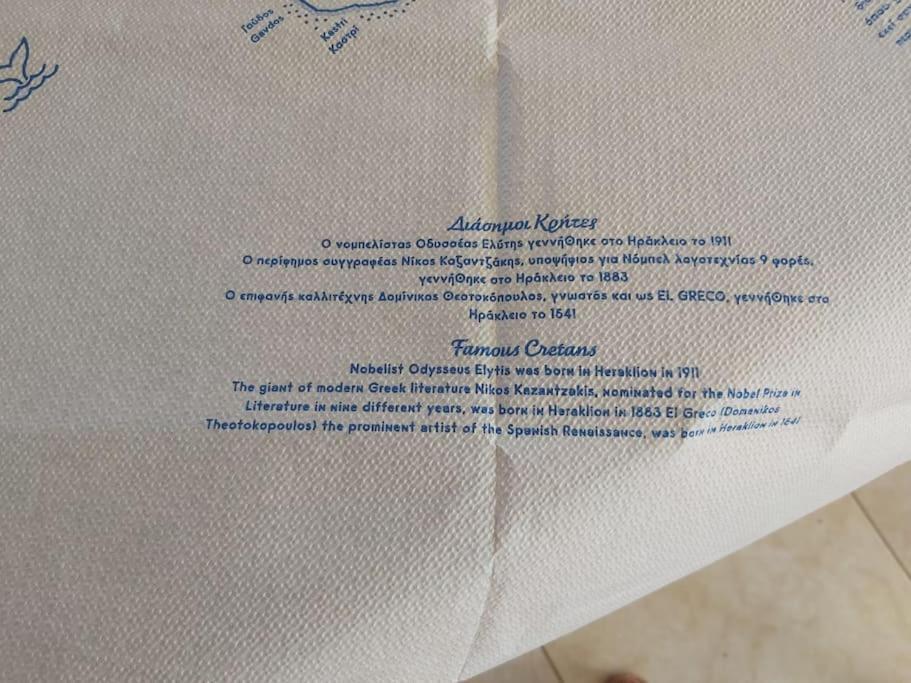 Γαύδος
Gavdos
Kastri
Καστρί
Διάσημοι Κρήτες
Ο νομπελίστας Οδυσσέας Ελύτης γεννήθηκε στο Ηράκλειο το 1911
Ο περίφημος συγγραφέας Νίκος Καζαντζάκης, υποψήφιος για Νόμπελ λογοτεχνίας 9 φορές,
γεννήθηκε στο Ηράκλειο το 1883
Ο επιφανής καλλιτέχνης Δομίνικος Θεοτοκόπουλος, γνωστός και ως EL GRECO, γεννήθηκε στο
Ηράκλειο το 1541
Famous Cretans
Nobelist Odysseus Elytis was born in Heraklion in 1911
The giant of modern Greek literature Nikos Kazantzakis, nominated for the Nobel Prize in
Literature in nine different years, was born in Heraklion in 1883 El Greco (Domenikos
Theotokopoulos) the prominent artist of the Spanish Renaissance, was born in Heraklion in 1541